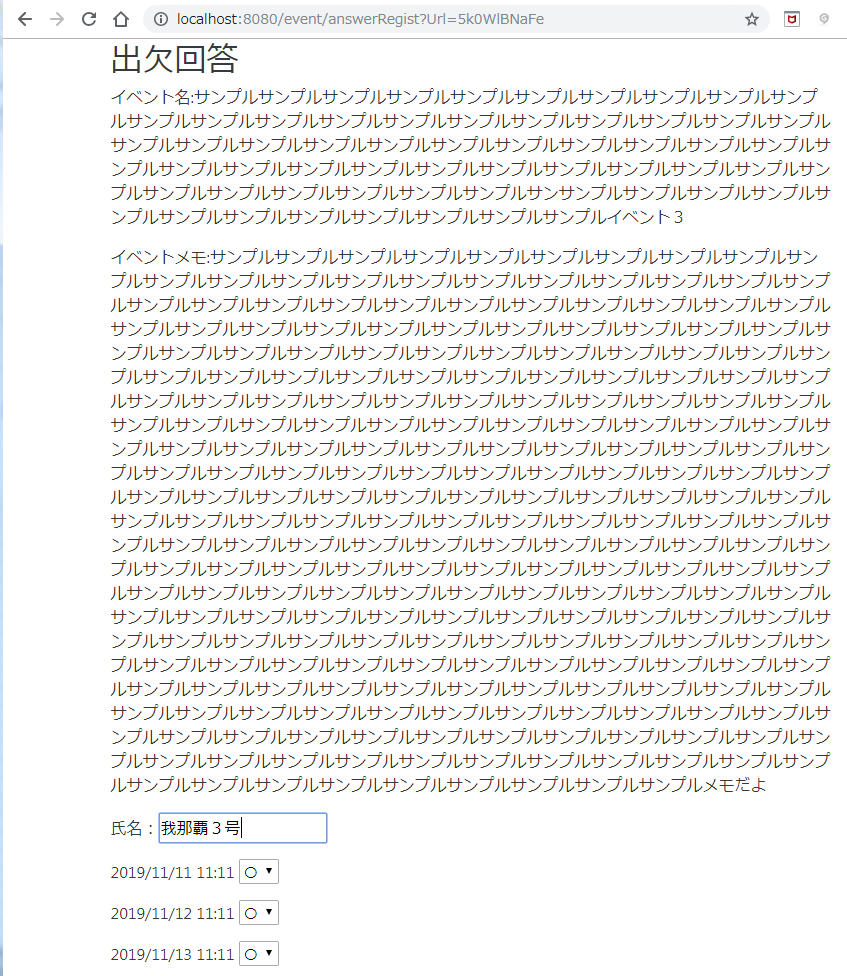 localhost:8080/event/answerRegist?Url=5k0WlBNaFe
出欠回答
イベント名:サンプルサンプルサンプルサンプルサンプルサンプルサンプルサンプルサンプルサンプ
ルサンプルサンプルサンプルサンプルサンプルサンプルサンプルサンプルサンプルサンプルサンプル
サンプルサンプルサンプルサンプルサンプルサンプルサンプルサンプルサンプルサンプルサンプルサ
ンプルサンプルサンプルサンプルサンプルサンプルサンプルサンプルサンプルサンプルサンプルサン
プルサンプルサンプルサンプルサンプルサンプルサンプルサンサンプルサンプルサンプルサンプルサ
ンプルサンプルサンプルサンプルサンプルサンプルサンプルサンプルイベント３
イベントメモ:サンプルサンプルサンプルサンプルサンプルサンプルサンプルサンプルサンプルサン
プルサンプルサンプルサンプルサンプルサンプルサンプルサンプルサンプルサンプルサンプルサンプ
ルサンプルサンプルサンプルサンプルサンプルサンプルサンプルサンプルサンプルサンプルサンプル
サンプルサンプルサンプルサンプルサンプルサンプルサンプルサンプルサンプルサンプルサンプルサ
ンプルサンプルサンプルサンプルサンプルサンプルサンプルサンプルサンプルサンプルサンプルサン
プルサンプルサンプルサンプルサンプルサンプルサンプルサンプルサンプルサンプルサンプルサンプ
ルサンプルサンプルサンプルサンプルサンプルサンプルサンプルサンプルサンプルサンプルサンプル
サンプルサンプルサンプルサンプルサンプルサンプルサンプルサンプルサンプルサンプルサンプルサ
ンプルサンプルサンプルサンプルサンプルサンプルサンプルサンプルサンプルサンプルサンプルサン
プルサンプルサンプルサンプルサンプルサンプルサンプルサンプルサンプルサンプルサンプルサンプ
ルサンプルサンプルサンプルサンプルサンプルサンプルサンプルサンプルサンプルサンプルサンプル
サンプルサンプルサンプルサンプルサンプルサンプルサンプルサンプルサンプルサンプルサンプルサ
ンプルサンプルサンプルサンプルサンプルサンプルサンプルサンプルサンプルサンプルサンプルサン
プルサンプルサンプルサンプルサンプルサンプルサンプルサンプルサンプルサンプルサンプルサンプ
ルサンプルサンプルサンプルサンプルサンプルサンプルサンプルサンプルサンプルサンプルサンプル
サンプルサンプルサンプルサンプルサンプルサンプルサンプルサンプルサンプルサンプルサンプルサ
ンプルサンプルサンプルサンプルサンプルサンプルサンプルサンプルサンプルサンプルサンプルサン
プルサンプルサンプルサンプルサンプルサンプルサンプルサンプルサンプルサンプルサンプルサンプ
ルサンプルサンプルサンプルサンプルサンプルサンプルサンプルサンプルサンプルサンプルサンプル
サンプルサンプルサンプルサンプルサンプルサンプルサンプルサンプルサンプルサンプルサンプルサ
ンプルサンプルサンプルサンプルサンプルサンプルサンプルサンプルサンプルサンプルサンプルサン
プルサンプルサンプルサンプルサンプルサンプルサンプルサンプルサンプルサンプルサンプルサンプ
ルサンプルサンプルサンプルサンプルサンプルサンプルサンプルサンプルサンプルメモだよ
氏名：我那覇３号
2019/11/11 11:11 ○
2019/11/12 11:11 ○
2019/11/13 11:11 ○